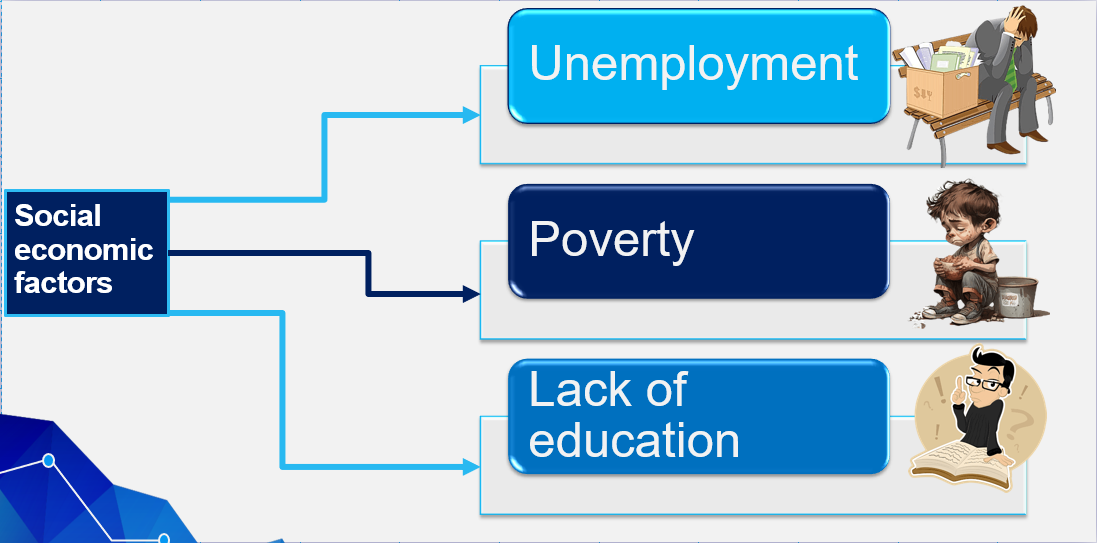 Unemployment
Social
economic
factors
Poverty
Lack of
education